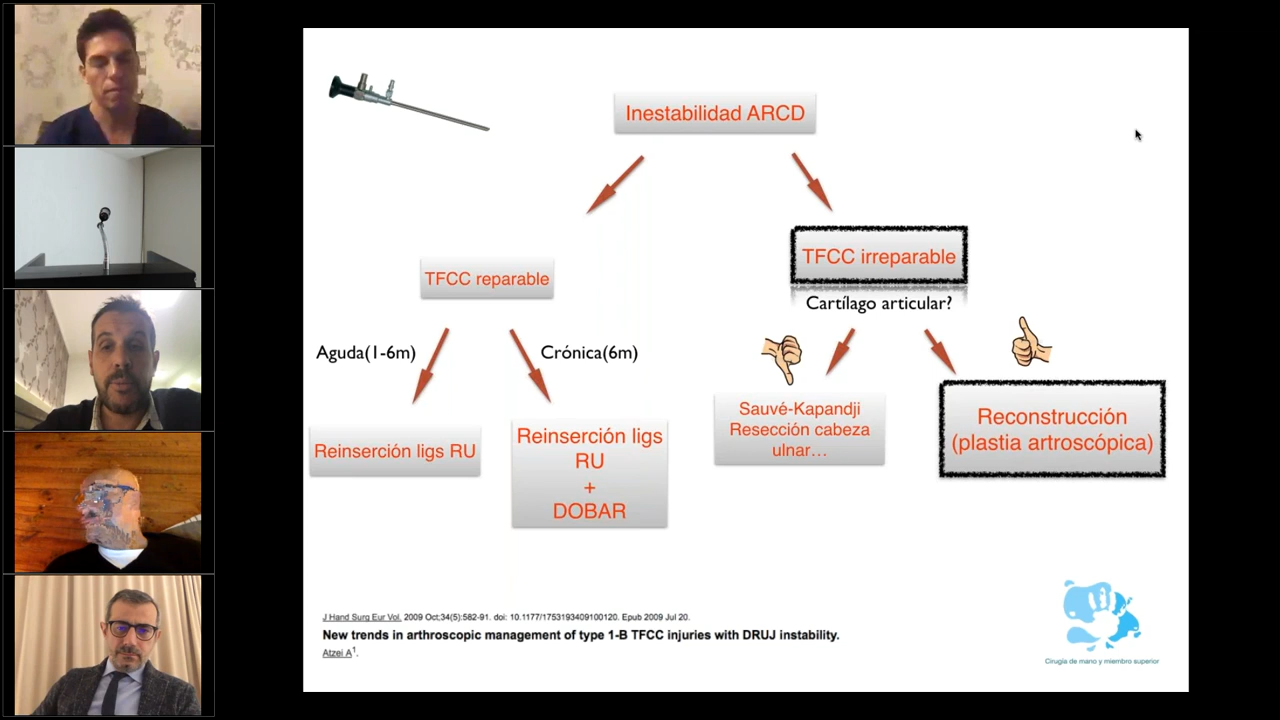 Inestabilidad ARCD
TFCC reparable
TFCC irreparable
Cartílago articular?
Aguda(1-6m)
Crónica(6m)
Reinserción ligs RU
Reinserción ligs
RU
+
DOBAR
Sauvé-Kapandji
Resección cabeza
ulnar…
Reconstrucción
(plastia artroscópica)
J Hand Surg Eur Vol. 2009 Oct;34(5):582-91. doi: 10.1177/1753193409100120. Epub 2009 Jul 20.
New trends in arthroscopic management of type 1-B TFCC injuries with DRUJ instability.
Atzei A1.
Cirugía de mano y miembro superior